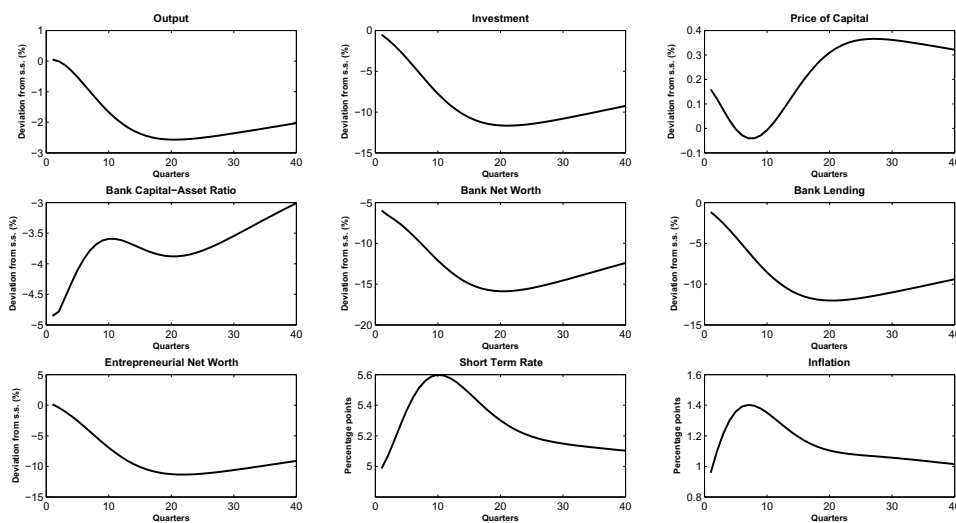 Output
Investment
Price of Capital
Deviation from s.s. (%)
1
0
−1
−2
−3
0 10 20 30 40
Quarters
Deviation from s.s. (%)
0
−5
−10
−15
0 10 20 30 40
Quarters
Deviation from s.s. (%)
0.4
0.3
0.2
0.1
0
−0.1
0 10 20 30 40
Quarters
Bank Capital−Asset Ratio
Bank Net Worth
Bank Lending
Deviation from s.s. (%)
−3
−3.5
−4
−4.5
−5
0 10 20 30 40
Quarters
Deviation from s.s. (%)
−5
−10
−15
−20
0 10 20 30 40
Quarters
Deviation from s.s. (%)
0
−5
−10
−15
0 10 20 30 40
Quarters
Entrepreneurial Net Worth
Short Term Rate
Inflation
Deviation from s.s. (%)
5
0
−5
−10
−15
0 10 20 30 40
Quarters
Percentage points
5.6
5.4
5.2
5
0 10 20 30 40
Quarters
Percentage points
1.6
1.4
1.2
1
0.8
0 10 20 30 40
Quarters